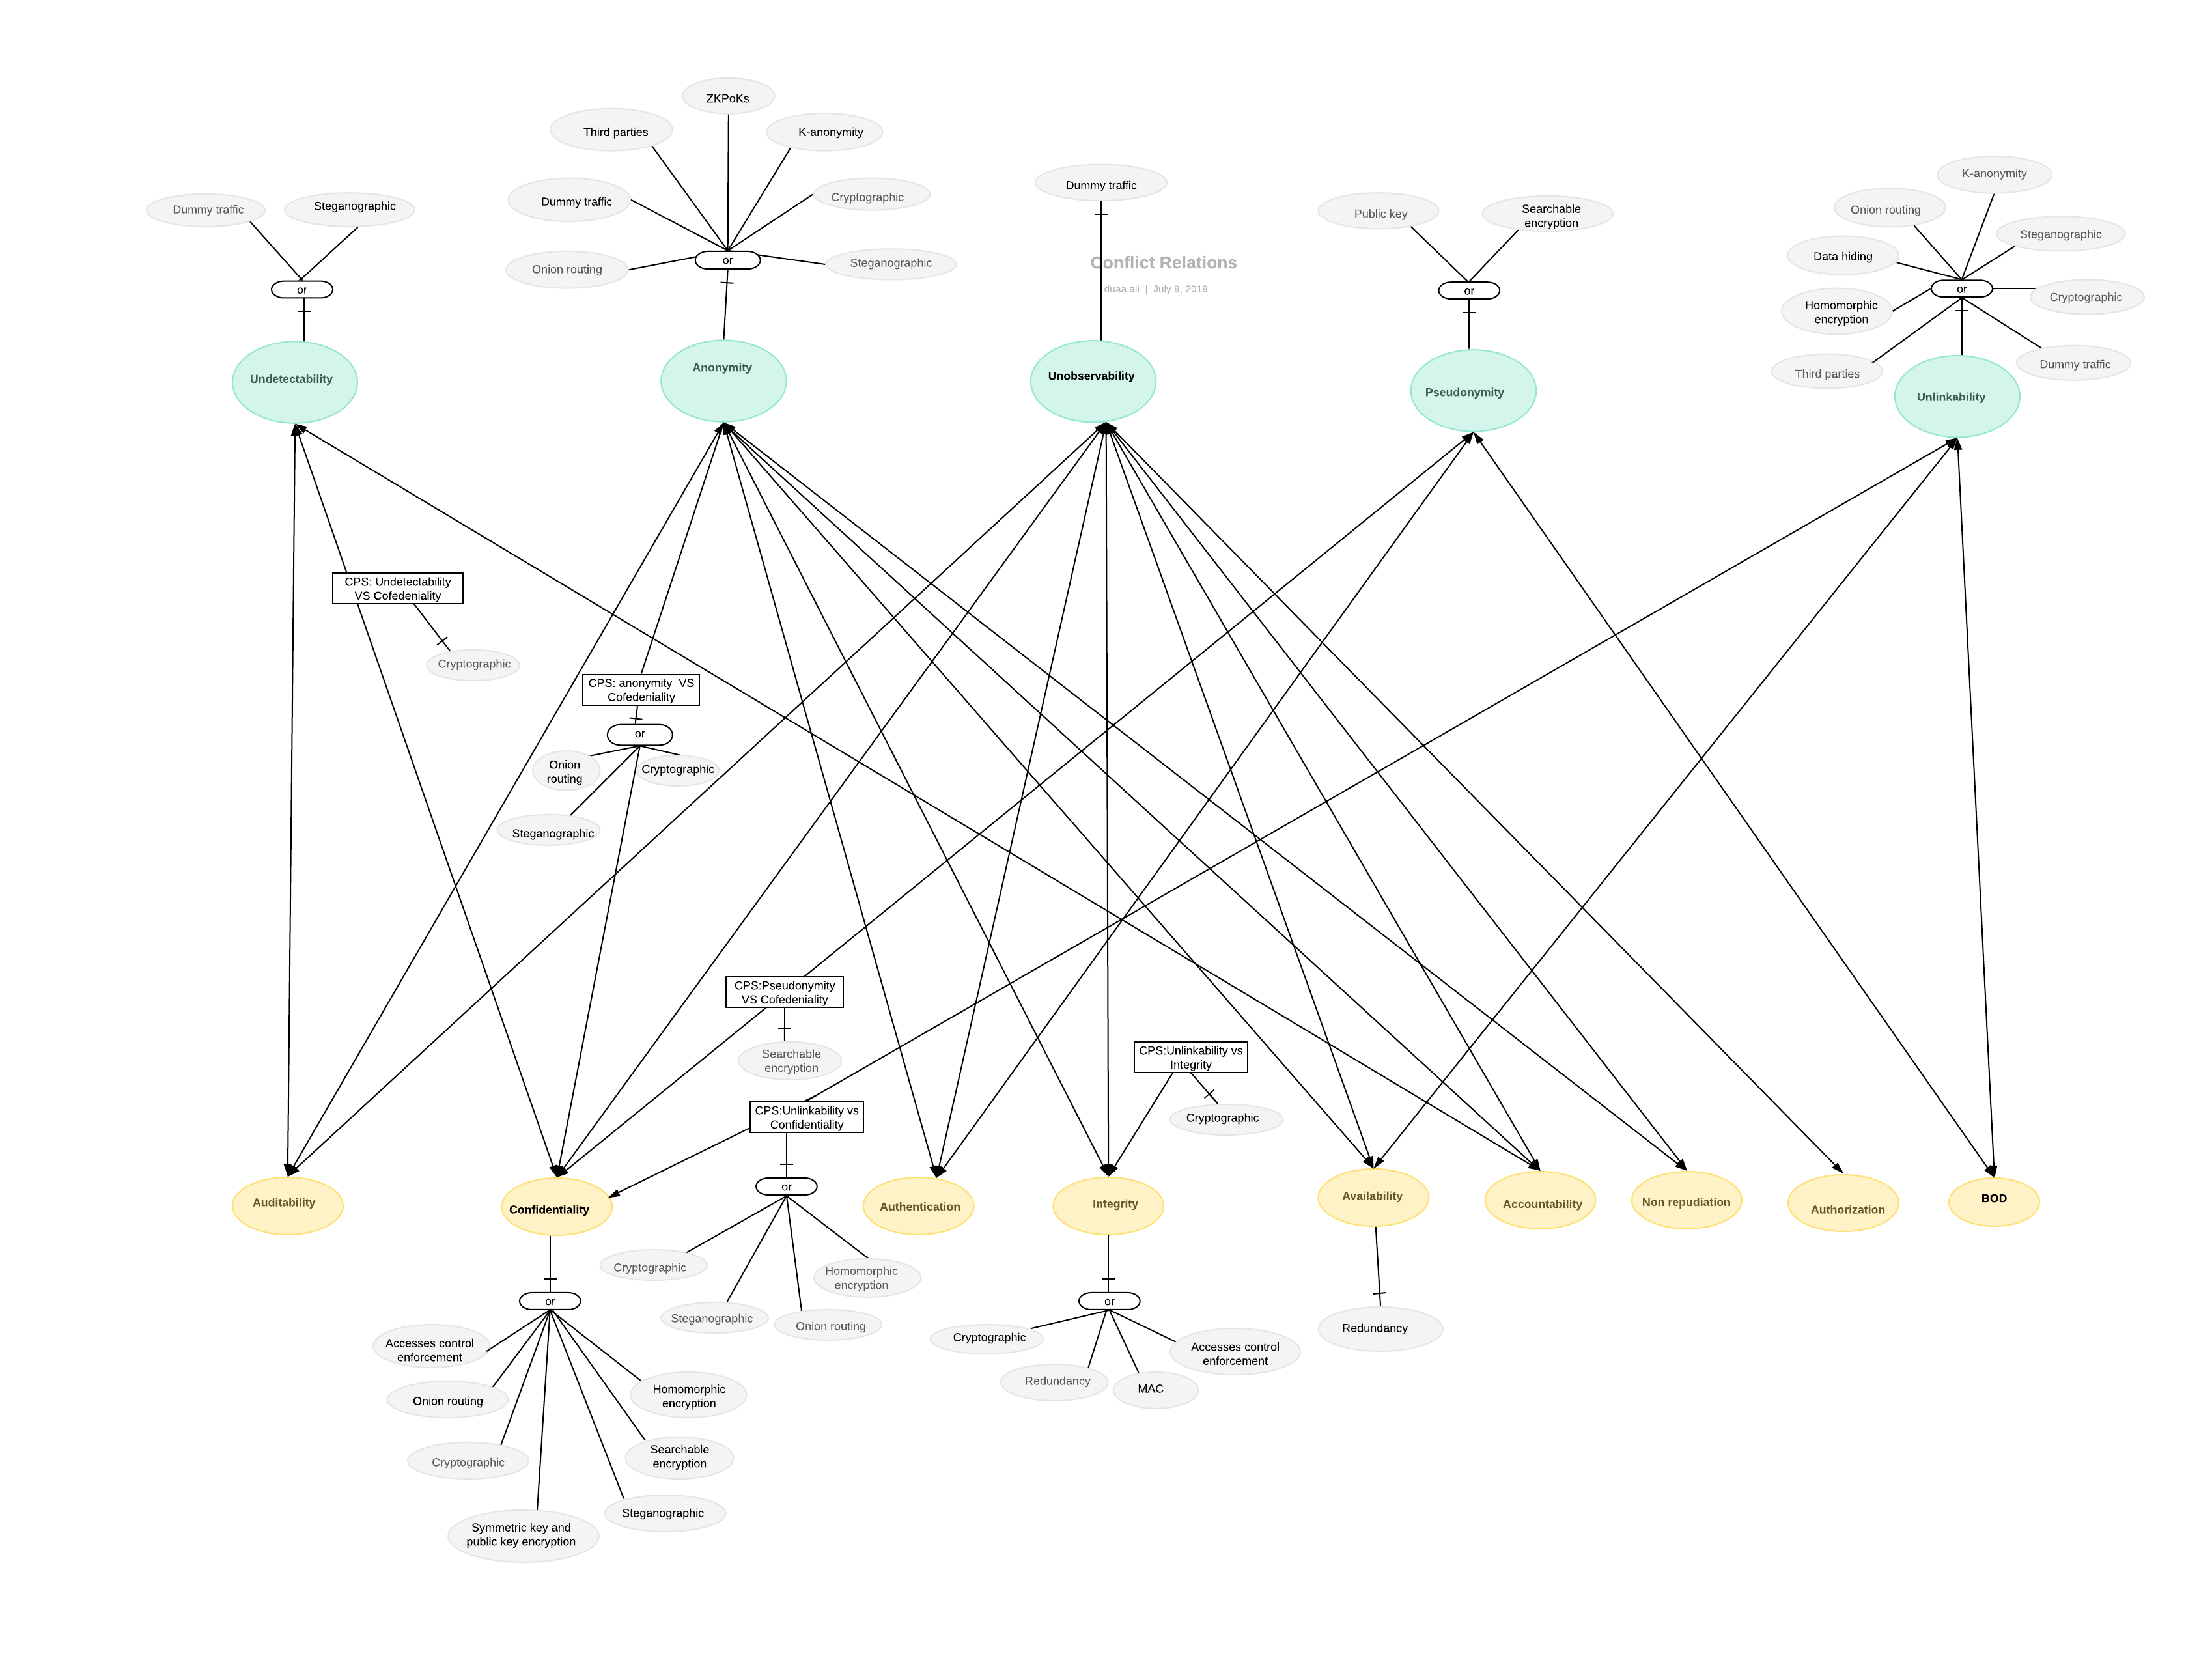 ZKPoKs
Third parties
K-anonymity
Dummy traffic
Cryptographic
Onion routing
or
Steganographic
Dummy traffic
Steganographic
or
Dummy traffic
Conflict Relations
duaa ali | July 9, 2019
Public key
Searchable
encryption
or
K-anonymity
Onion routing
Steganographic
Data hiding
or
Cryptographic
Homomorphic
encryption
Third parties
Dummy traffic
Undetectability
Anonymity
Unobservability
Pseudonymity
Unlinkability
CPS: Undetectability
VS Cofedeniality
Cryptographic
CPS: anonymity VS
Cofedeniality
or
Onion
routing
Cryptographic
Steganographic
CPS:Pseudonymity
VS Cofedeniality
Searchable
encryption
CPS:Unlinkability vs
Integrity
Cryptographic
CPS:Unlinkability vs
Confidentiality
or
Cryptographic
Homomorphic
encryption
Steganographic
Onion routing
Auditability
Confidentiality
Authentication
Integrity
Availability
Accountability
Non repudiation
Authorization
BOD
or
Accesses control
enforcement
Onion routing
Homomorphic
encryption
Cryptographic
Searchable
encryption
Steganographic
Symmetric key and
public key encryption
or
Cryptographic
Accesses control
enforcement
Redundancy
MAC
Redundancy